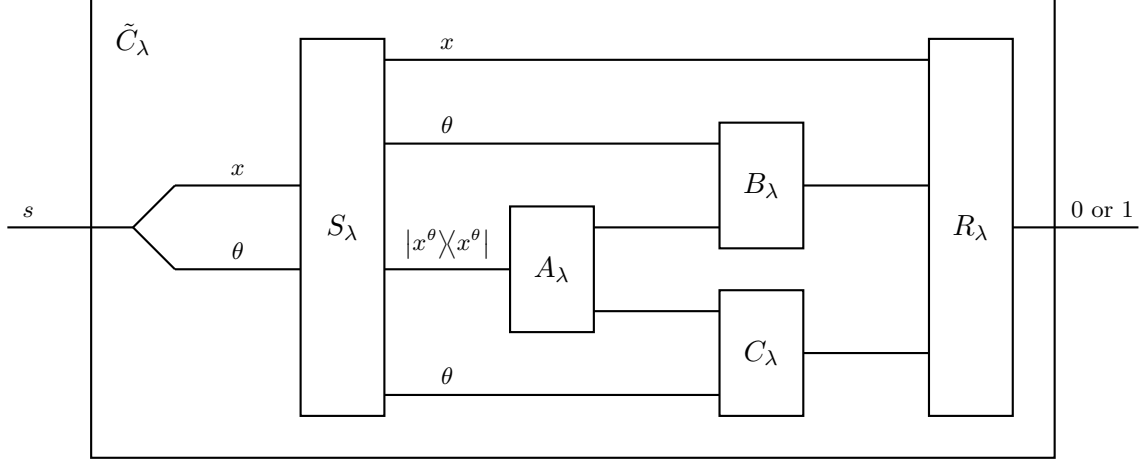 C̃_λ
x
θ
s
x
θ
S_λ
|x^θ⟩⟨x^θ|
θ
A_λ
B_λ
C_λ
R_λ
0 or 1